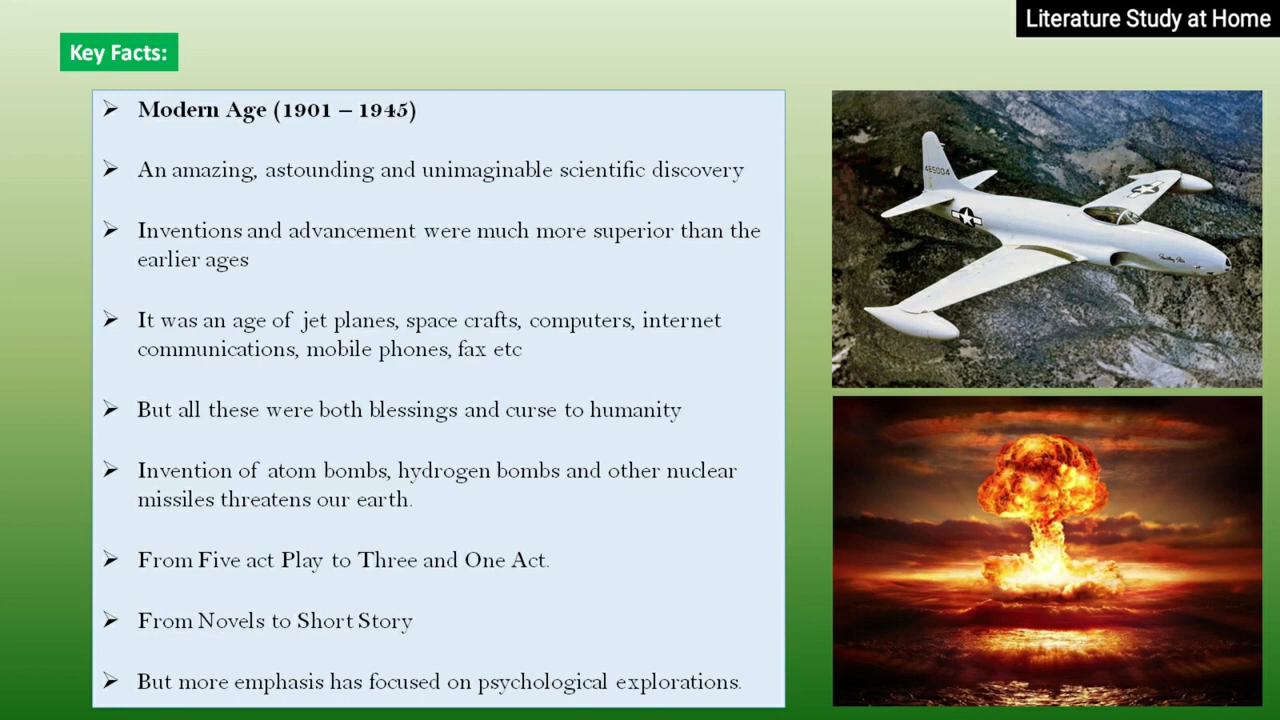 Literature Study at Home
Key Facts:
Modern Age (1901 – 1945)
An amazing, astounding and unimaginable scientific discovery
Inventions and advancement were much more superior than the
earlier ages
It was an age of jet planes, space crafts, computers, internet
communications, mobile phones, fax etc
But all these were both blessings and curse to humanity
Invention of atom bombs, hydrogen bombs and other nuclear
missiles threatens our earth.
From Five act Play to Three and One Act.
From Novels to Short Story
But more emphasis has focused on psychological explorations.
485004